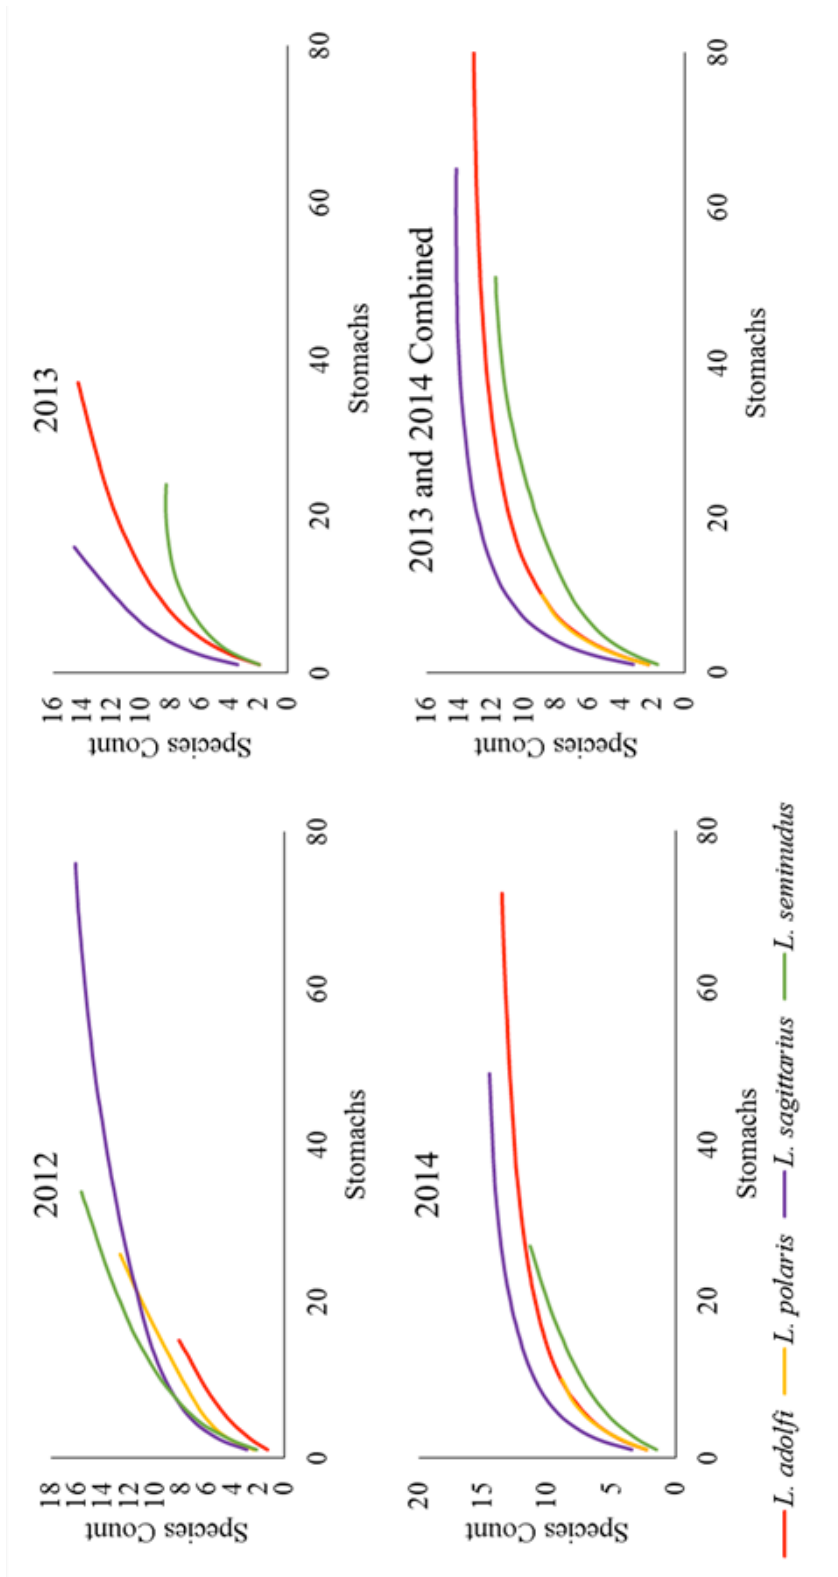 2012
18
16
14
12
10
8
6
4
2
0
Species Count
0 20 40 60 80
Stomachs
2013
16
14
12
10
8
6
4
2
0
Species Count
0 20 40 60 80
Stomachs
2014
20
15
10
5
0
Species Count
0 20 40 60 80
Stomachs
2013 and 2014 Combined
16
14
12
10
8
6
4
2
0
Species Count
0 20 40 60 80
Stomachs
L. adolfi L. polaris L. sagittarius L. seminudus